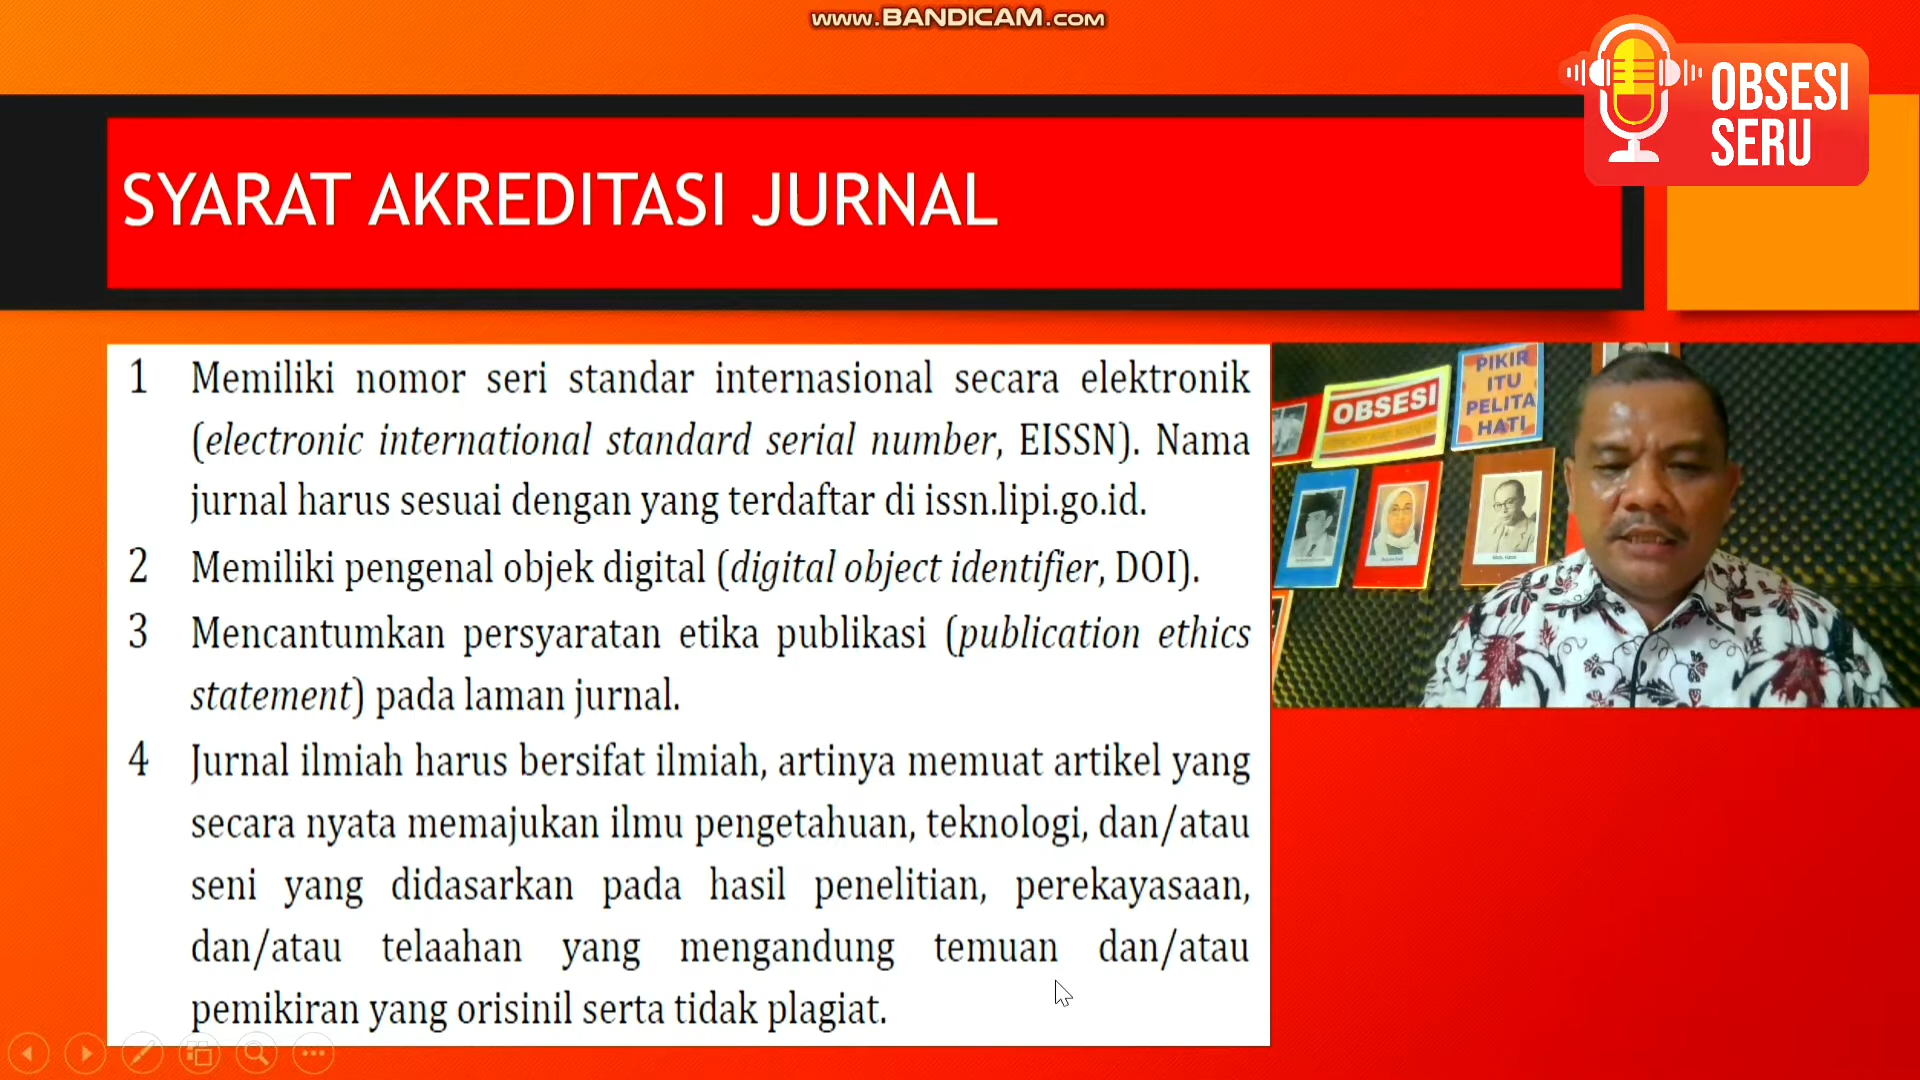 www.BANDICAM.com
OBSESI
SERU
SYARAT AKREDITASI JURNAL
1 Memiliki nomor seri standar internasional secara elektronik
(electronic international standard serial number, EISSN). Nama
jurnal harus sesuai dengan yang terdaftar di issn.lipi.go.id.
2 Memiliki pengenal objek digital (digital object identifier, DOI).
3 Mencantumkan persyaratan etika publikasi (publication ethics
statement) pada laman jurnal.
4 Jurnal ilmiah harus bersifat ilmiah, artinya memuat artikel yang
secara nyata memajukan ilmu pengetahuan, teknologi, dan/atau
seni yang didasarkan pada hasil penelitian, perekayasaan,
dan/atau telaahan yang mengandung temuan dan/atau
pemikiran yang orisinil serta tidak plagiat.
OBSESI
PIKIR
ITU
PELITA
HATI